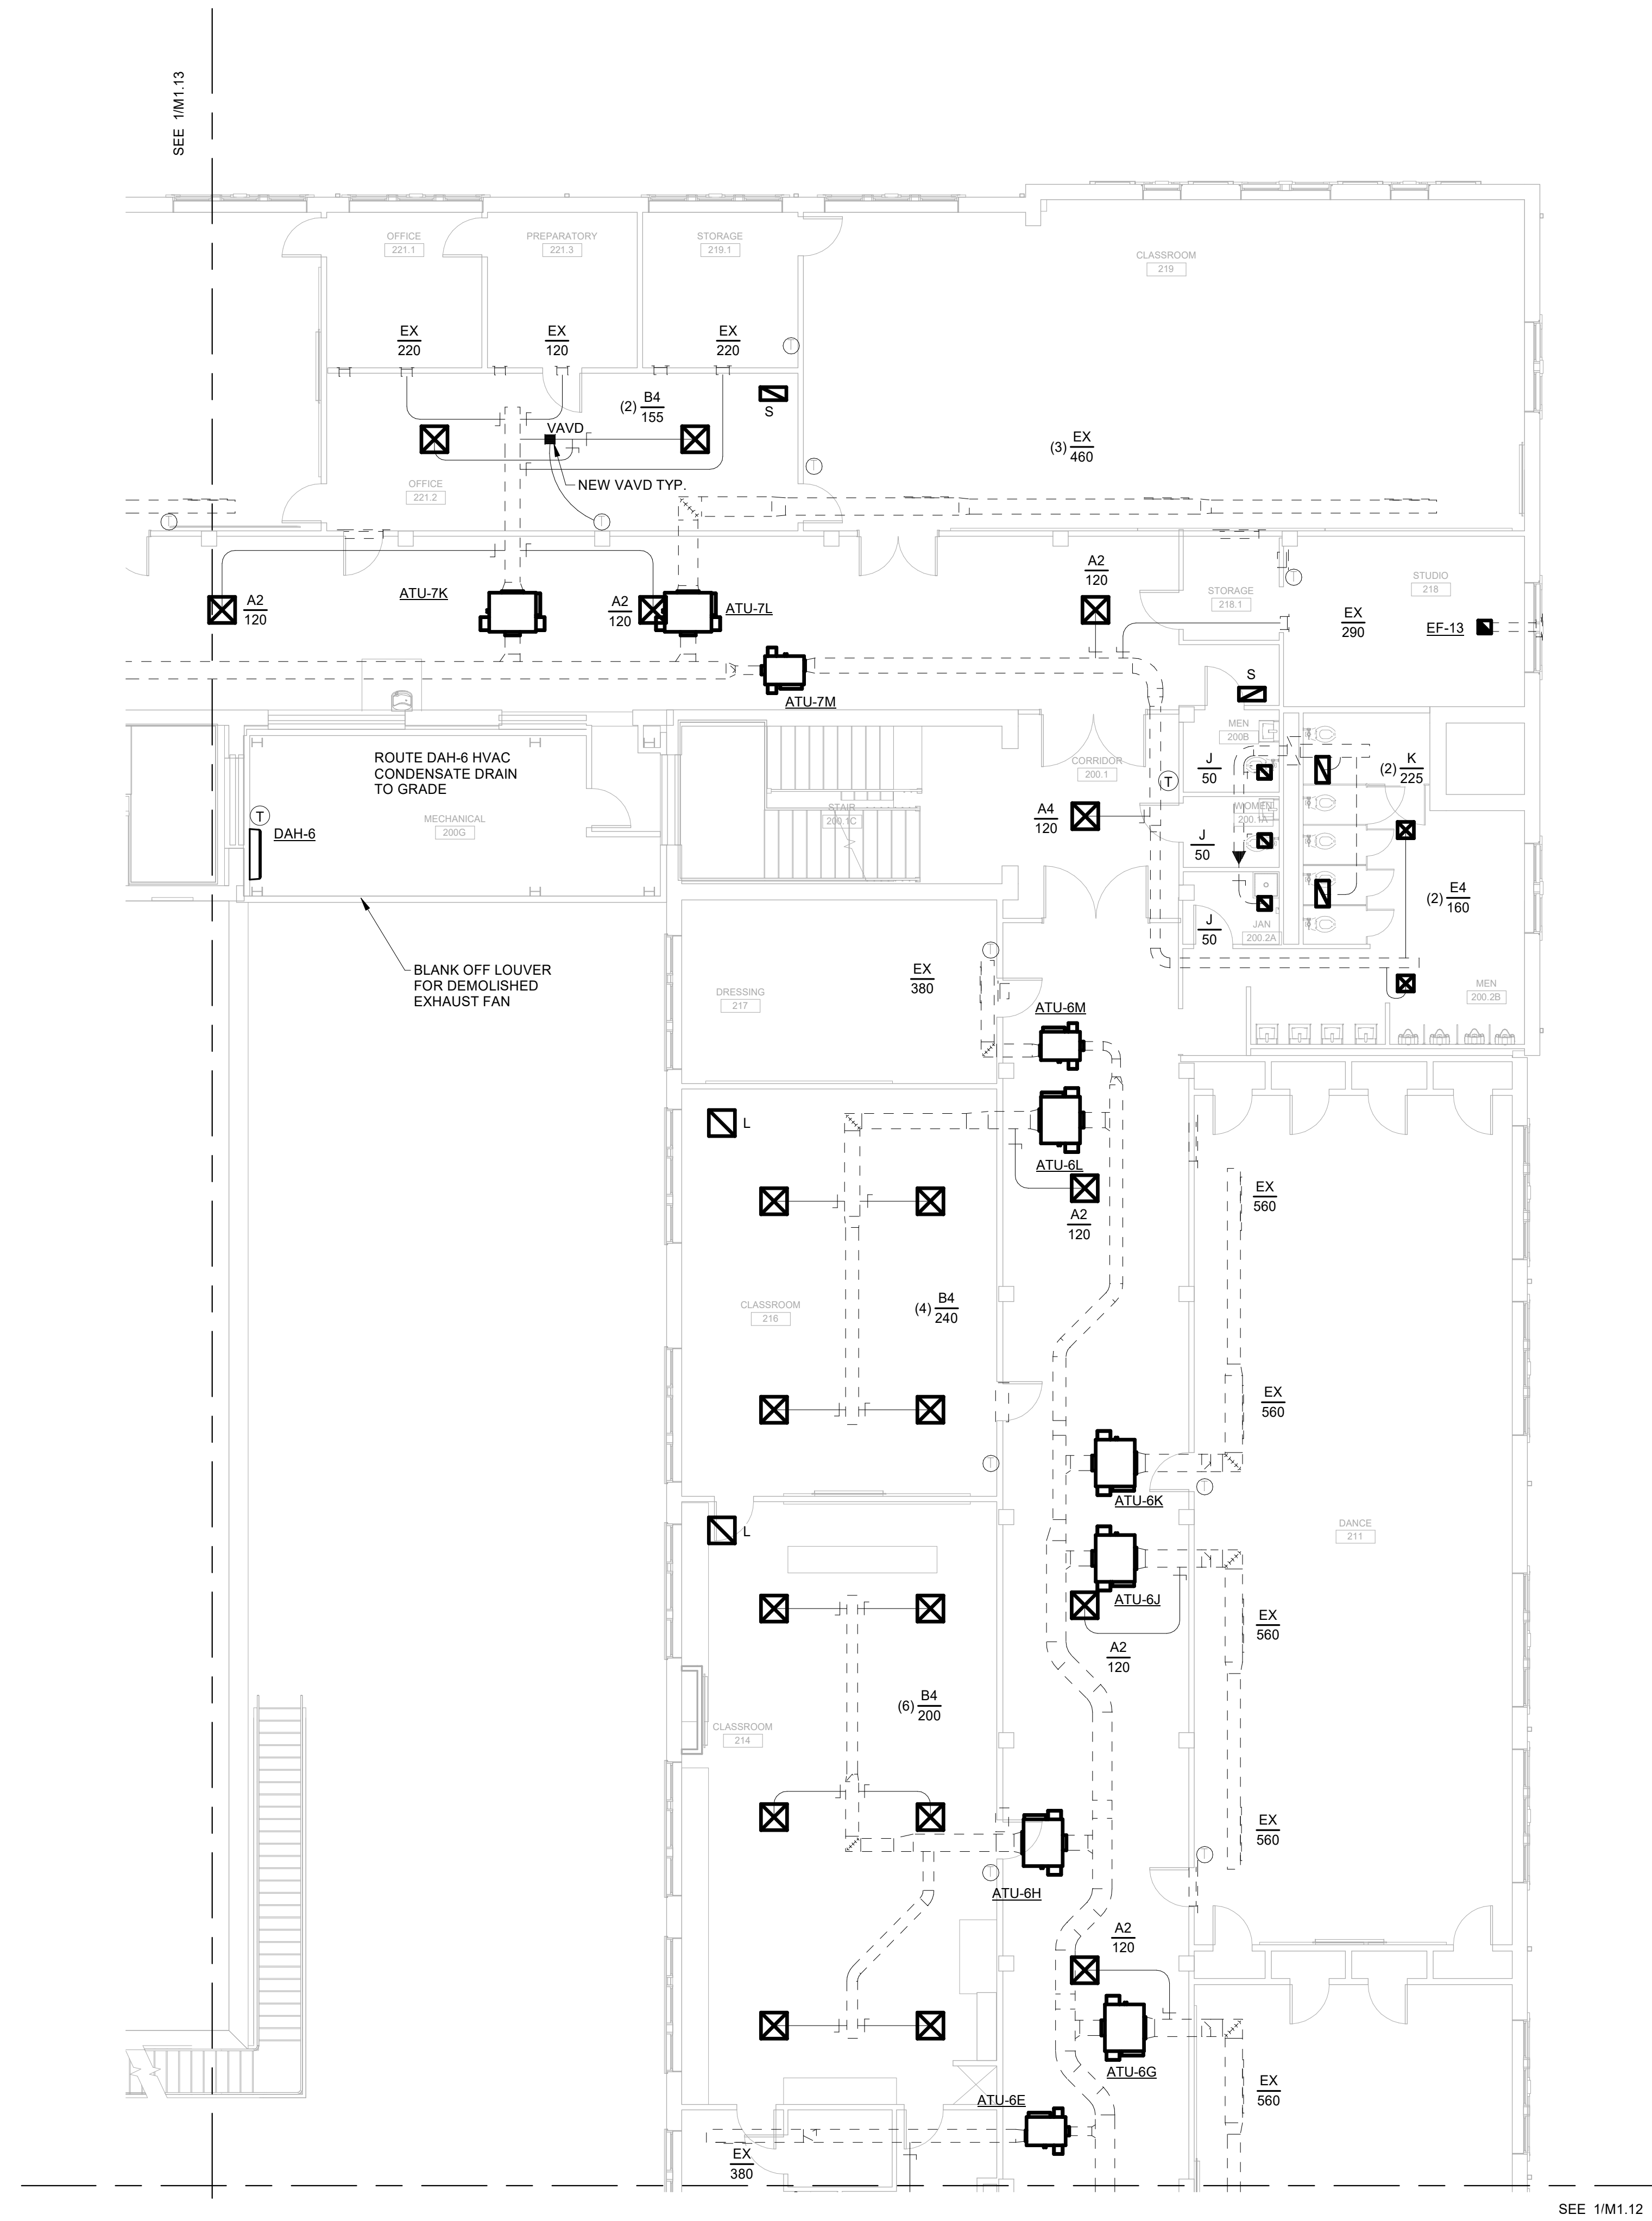 SEE 1/M1.13
OFFICE
221.1
PREPARATORY
221.3
STORAGE
219.1
CLASSROOM
219
EX
220
EX
120
EX
220
(2) B4
155
S
VAVD
(3) EX
460
OFFICE
221.2
NEW VAVD TYP.
A2
120
ATU-7K
A2
120
ATU-7L
A2
120
STORAGE
218.1
STUDIO
218
EX
290
EF-13
ATU-7M
S
ROUTE DAH-6 HVAC
CONDENSATE DRAIN
TO GRADE
T
DAH-6
MECHANICAL
200G
STAIR
200.1C
CORRIDOR
200.1
T
A4
120
MEN
200B
J
50
(2) K
225
WOMEN
200.1A
J
50
(2) E4
160
J
50
JAN
200.2A
BLANK OFF LOUVER
FOR DEMOLISHED
EXHAUST FAN
DRESSING
217
EX
380
MEN
200.2B
ATU-6M
L
ATU-6L
A2
120
EX
560
CLASSROOM
216
(4) B4
240
EX
560
ATU-6K
L
DANCE
211
ATU-6J
A2
120
EX
560
CLASSROOM
214
(6) B4
200
EX
560
ATU-6H
A2
120
ATU-6G
EX
560
ATU-6E
EX
380
SEE 1/M1.12